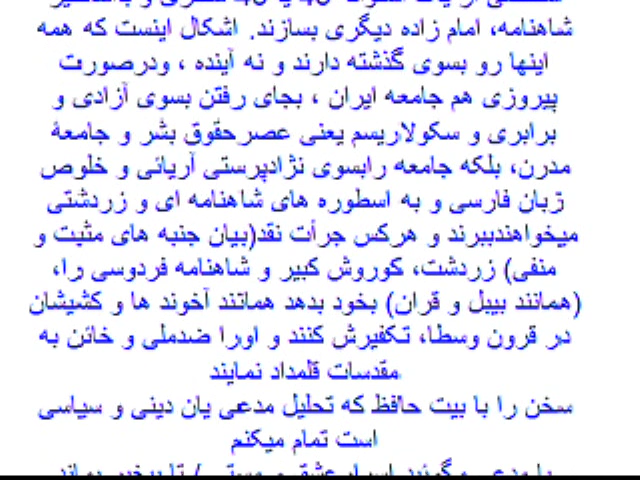 شاهنامه، امام زاده دیگری بسازند. اشکال اینست که همه
اینها رو بسوی گذشته دارند و نه آینده ، ودرصورت
پیروزی هم جامعه ایران ، بجای رفتن بسوی آزادی و
برابری و سکولاریسم یعنی عصرحقوق بشر و جامعۀ
مدرن، بلکه جامعه رابسوی نژادپرستی آریائی و خلوص
زبان فارسی و به اسطوره های شاهنامه ای و زردشتی
میخواهندببرند و هرکس جرأت نقد(بیان جنبه های مثبت و
منفی) زردشت، کوروش کبیر و شاهنامه فردوسی را،
(همانند بیبل و قران) بخود بدهد همانند آخوند ها و کشیشان
در قرون وسطا، تکفیرش کنند و اورا ضدملی و خائن به
مقدسات قلمداد نمایند
سخن را با بیت حافظ که تحلیل مدعی یان دینی و سیاسی
است تمام میکنم